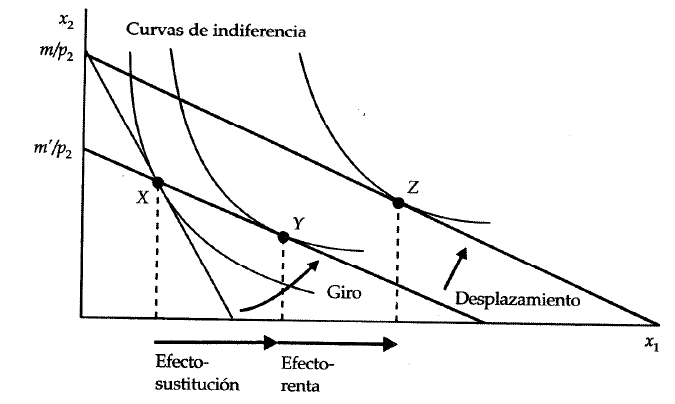 x₂
Curvas de indiferencia
m/p₂
m′/p₂
X
Y
Z
Giro
Desplazamiento
x₁
Efecto-
sustitución
Efecto-
renta